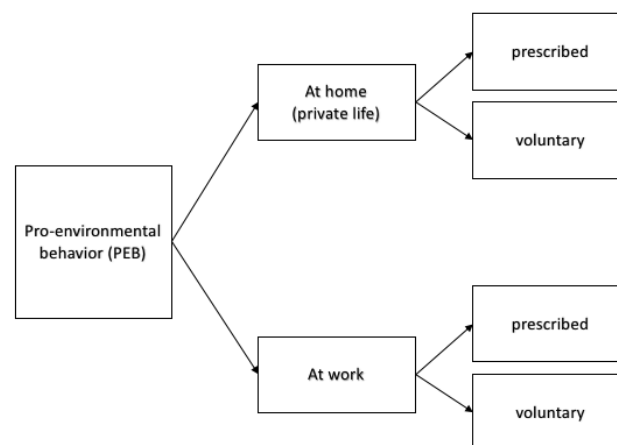 prescribed
At home
(private life)
voluntary
Pro-environmental
behavior (PEB)
prescribed
At work
voluntary